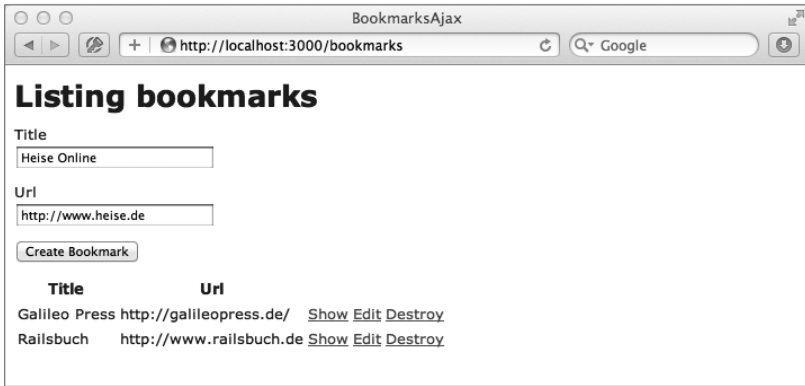 BookmarksAjax
http://localhost:3000/bookmarks
Google
Listing bookmarks
Title
Heise Online
Url
http://www.heise.de
Create Bookmark
Title Url
Galileo Press http://galileopress.de/ Show Edit Destroy
Railsbuch http://www.railsbuch.de Show Edit Destroy